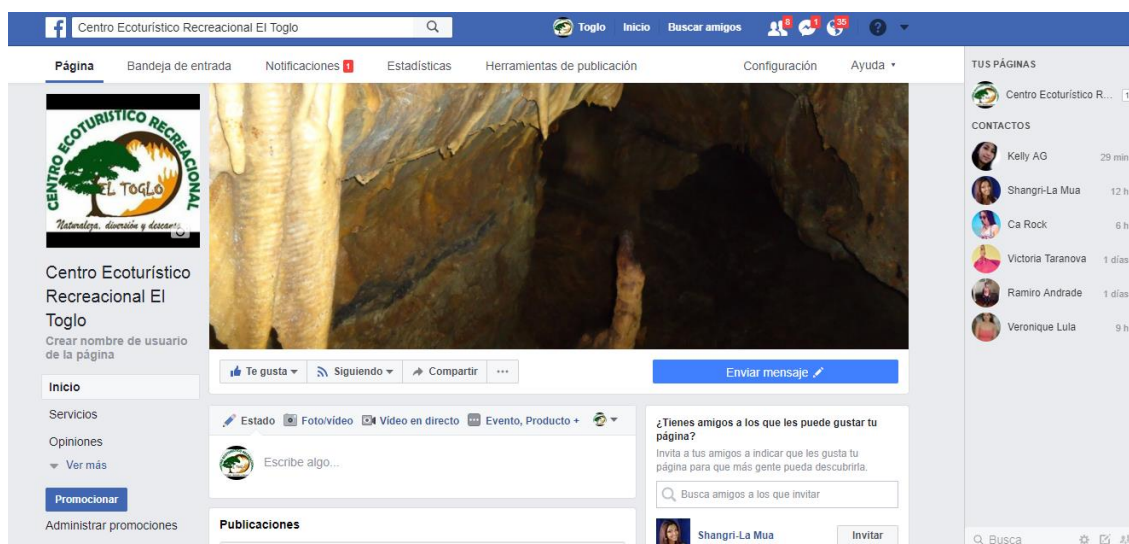 Centro Ecoturístico Recreacional El Toglo
Toglo
Inicio
Buscar amigos
8
1
35
Página
Bandeja de entrada
Notificaciones 1
Estadísticas
Herramientas de publicación
Configuración
Ayuda
CENTRO ECOTURISTICO RECREACIONAL
EL TOGLO
Naturaleza, diversión y descanso
Centro Ecoturístico
Recreacional El
Toglo
Crear nombre de usuario
de la página
Inicio
Servicios
Opiniones
Ver más
Promocionar
Administrar promociones
Te gusta
Siguiendo
Compartir
Enviar mensaje
Estado
Foto/vídeo
Vídeo en directo
Evento, Producto +
Escribe algo...
Publicaciones
¿Tienes amigos a los que les puede gustar tu
página?
Invita a tus amigos a indicar que les gusta tu
página para que más gente pueda descubrirla.
Busca amigos a los que invitar
Shangri-La Mua
Invitar
TUS PÁGINAS
Centro Ecoturístico R...
CONTACTOS
Kelly AG 29 min
Shangri-La Mua 12 h
Ca Rock 6 h
Victoria Taranova 1 días
Ramiro Andrade 1 días
Veronique Lula 9 h
Busca